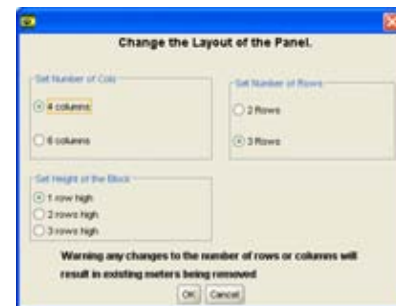 Change the Layout of the Panel.
Set Number of Cols
4 columns
6 columns
Set Number of Rows
2 Rows
3 Rows
Set Height of the Block
1 row high
2 rows high
3 rows high
Warning any changes to the number of rows or columns will
result in existing meters being removed
OK Cancel